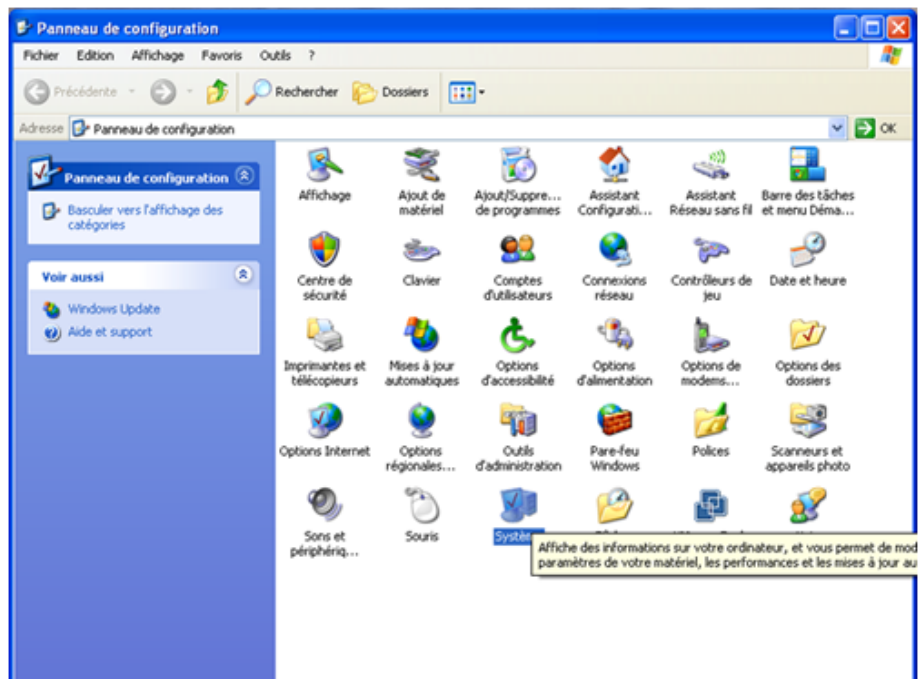 Panneau de configuration
Fichier Edition Affichage Favoris Outils ?
Précédente Rechercher Dossiers
Adresse Panneau de configuration OK
Panneau de configuration
Basculer vers l'affichage des
catégories
Voir aussi
Windows Update
Aide et support
Affichage
Ajout de
matériel
Ajout/Suppre...
de programmes
Assistant
Configurati...
Assistant
Réseau sans fil
Barre des tâches
et menu Déma...
Centre de
sécurité
Clavier
Comptes
d'utilisateurs
Connexions
réseau
Contrôleurs de
jeu
Date et heure
Imprimantes et
télécopieurs
Mises à jour
automatiques
Options
d'accessibilité
Options
d'alimentation
Options de
modems...
Options des
dossiers
Options Internet
Options
régionales...
Outils
d'administration
Pare-feu
Windows
Polices
Scanneurs et
appareils photo
Sons et
périphériq...
Souris
Système
Affiche des informations sur votre ordinateur, et vous permet de mod
paramètres de votre matériel, les performances et les mises à jour au